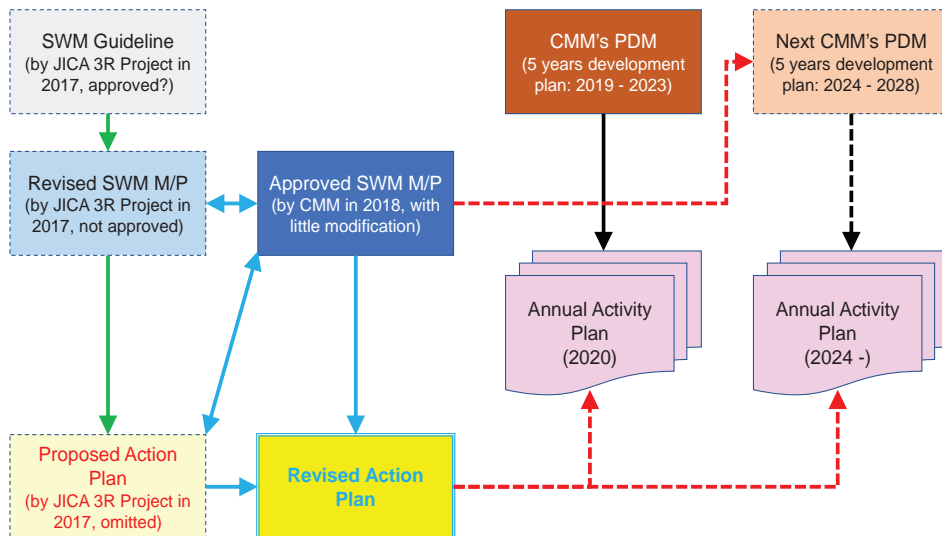 SWM Guideline
(by JICA 3R Project in
2017, approved?)
CMM's PDM
(5 years development
plan: 2019 - 2023)
Next CMM's PDM
(5 years development
plan: 2024 - 2028)
Revised SWM M/P
(by JICA 3R Project in
2017, not approved)
Approved SWM M/P
(by CMM in 2018, with
little modification)
Annual Activity
Plan
(2020)
Annual Activity
Plan
(2024 -)
Proposed Action
Plan
(by JICA 3R Project in
2017, omitted)
Revised Action
Plan